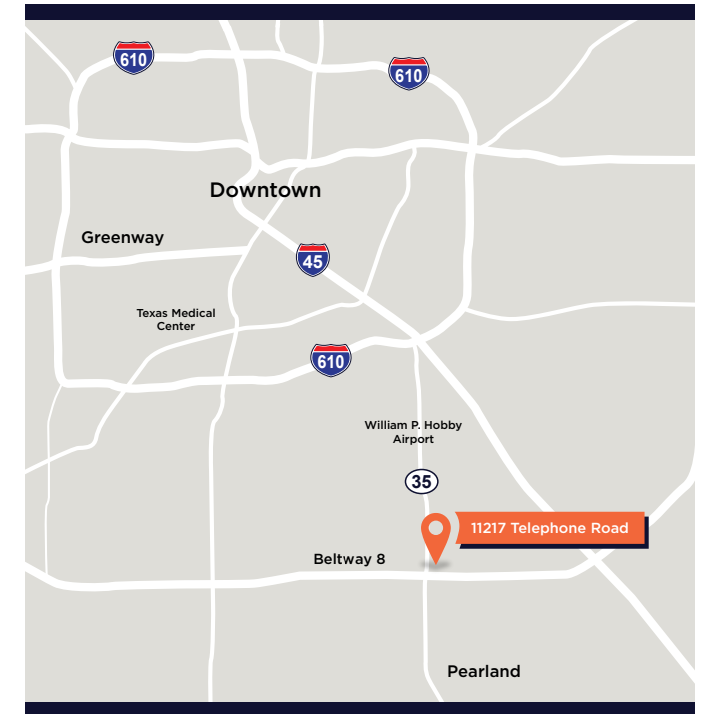 610
610
Downtown
Greenway
45
Texas Medical
Center
610
William P. Hobby
Airport
35
11217 Telephone Road
Beltway 8
Pearland